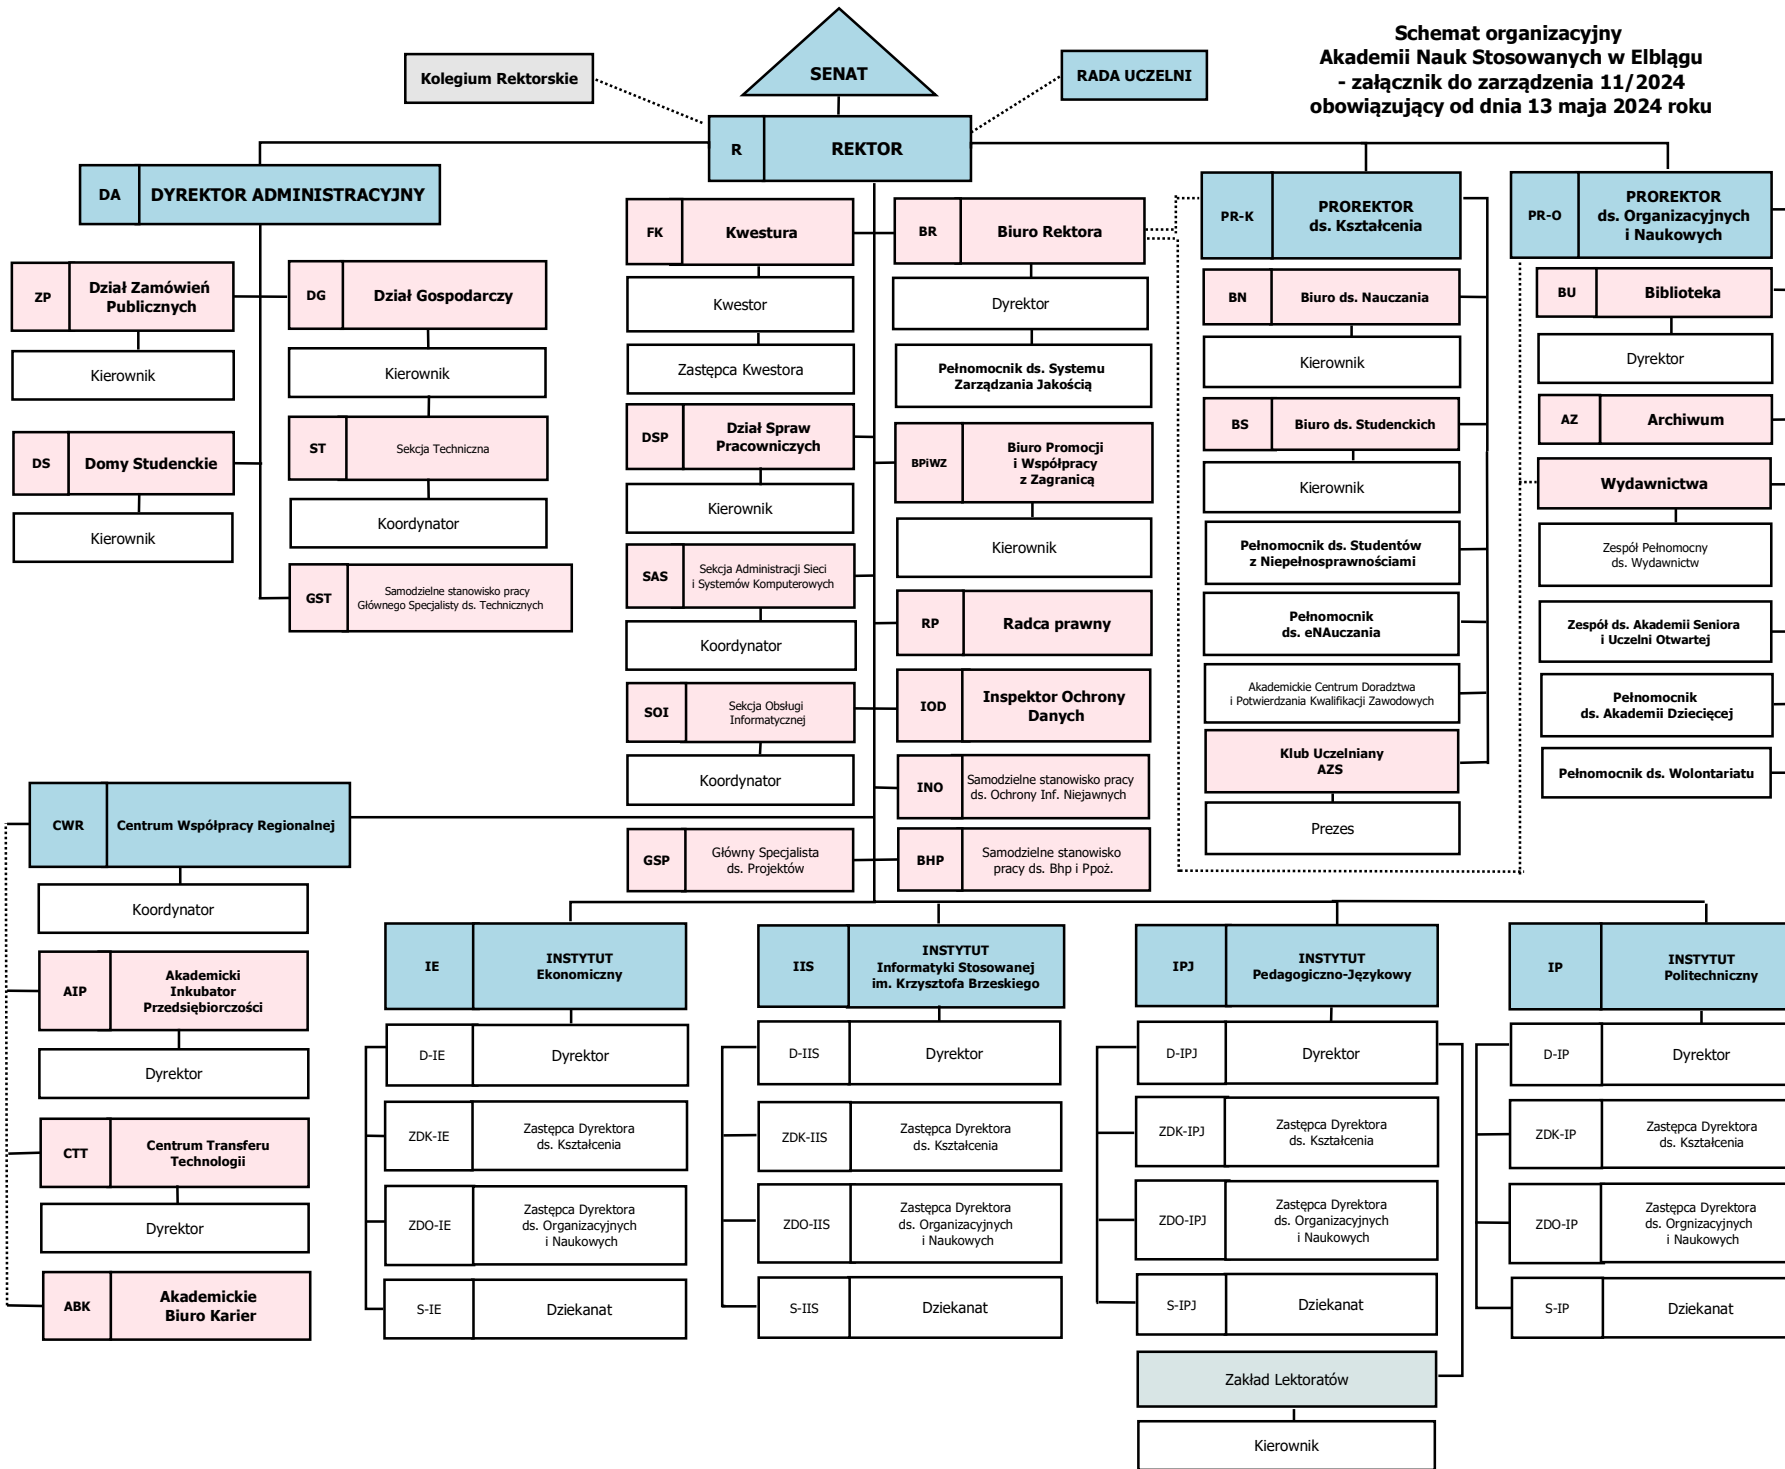 Schemat organizacyjny
Akademii Nauk Stosowanych w Elblągu
- załącznik do zarządzenia 11/2024
obowiązujący od dnia 13 maja 2024 roku
SENAT
Kolegium Rektorskie
RADA UCZELNI
R
REKTOR
DA
DYREKTOR ADMINISTRACYJNY
ZP
Dział Zamówień
Publicznych
Kierownik
DS
Domy Studenckie
Kierownik
DG
Dział Gospodarczy
Kierownik
ST
Sekcja Techniczna
Koordynator
GST
Samodzielne stanowisko pracy
Głównego Specjalisty ds. Technicznych
FK
Kwestura
Kwestor
Zastępca Kwestora
DSP
Dział Spraw
Pracowniczych
Kierownik
SAS
Sekcja Administracji Sieci
i Systemów Komputerowych
Koordynator
SOI
Sekcja Obsługi
Informatycznej
Koordynator
GSP
Główny Specjalista
ds. Projektów
BR
Biuro Rektora
Dyrektor
Pełnomocnik ds. Systemu
Zarządzania Jakością
BPiWZ
Biuro Promocji
i Współpracy
z Zagranicą
Kierownik
RP
Radca prawny
IOD
Inspektor Ochrony
Danych
INO
Samodzielne stanowisko pracy
ds. Ochrony Inf. Niejawnych
BHP
Samodzielne stanowisko
pracy ds. Bhp i Ppoż.
PR-K
PROREKTOR
ds. Kształcenia
BN
Biuro ds. Nauczania
Kierownik
BS
Biuro ds. Studenckich
Kierownik
Pełnomocnik ds. Studentów
z Niepełnosprawnościami
Pełnomocnik
ds. eNAuczania
Akademickie Centrum Doradztwa
i Potwierdzania Kwalifikacji Zawodowych
Klub Uczelniany
AZS
Prezes
PR-O
PROREKTOR
ds. Organizacyjnych
i Naukowych
BU
Biblioteka
Dyrektor
AZ
Archiwum
Wydawnictwa
Zespół Pełnomocny
ds. Wydawnictw
Zespół ds. Akademii Seniora
i Uczelni Otwartej
Pełnomocnik
ds. Akademii Dziecięcej
Pełnomocnik ds. Wolontariatu
CWR
Centrum Współpracy Regionalnej
Koordynator
AIP
Akademicki
Inkubator
Przedsiębiorczości
Dyrektor
CTT
Centrum Transferu
Technologii
Dyrektor
ABK
Akademickie
Biuro Karier
IE
INSTYTUT
Ekonomiczny
D-IE
Dyrektor
ZDK-IE
Zastępca Dyrektora
ds. Kształcenia
ZDO-IE
Zastępca Dyrektora
ds. Organizacyjnych
i Naukowych
S-IE
Dziekanat
IIS
INSTYTUT
Informatyki Stosowanej
im. Krzysztofa Brzeskiego
D-IIS
Dyrektor
ZDK-IIS
Zastępca Dyrektora
ds. Kształcenia
ZDO-IIS
Zastępca Dyrektora
ds. Organizacyjnych
i Naukowych
S-IIS
Dziekanat
IPJ
INSTYTUT
Pedagogiczno-Językowy
D-IPJ
Dyrektor
ZDK-IPJ
Zastępca Dyrektora
ds. Kształcenia
ZDO-IPJ
Zastępca Dyrektora
ds. Organizacyjnych
i Naukowych
S-IPJ
Dziekanat
Zakład Lektoratów
Kierownik
IP
INSTYTUT
Politechniczny
D-IP
Dyrektor
ZDK-IP
Zastępca Dyrektora
ds. Kształcenia
ZDO-IP
Zastępca Dyrektora
ds. Orgnizacyjnych
i Naukowych
S-IP
Dziekanat